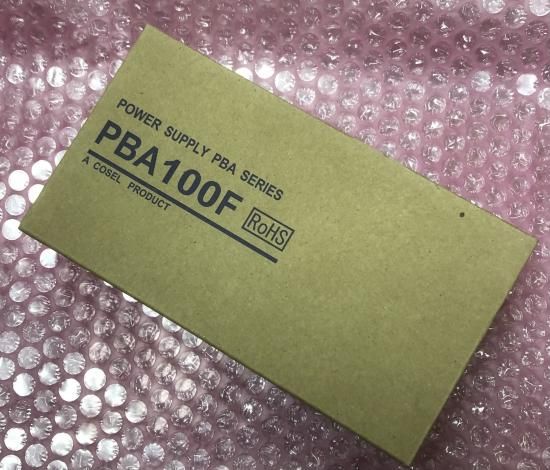 POWER SUPPLY PBA SERIES
PBA100F
RoHS
A COSEL PRODUCT